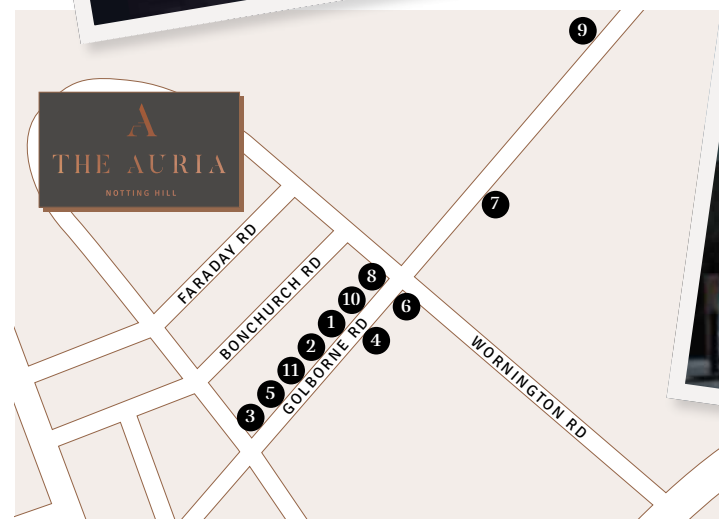 9
A
THE AURIA
NOTTING HILL
7
FARADAY RD
BONCHURCH RD
8
10
6
1
4
2
GOLBORNE RD
11
5
3
WORNINGTON RD